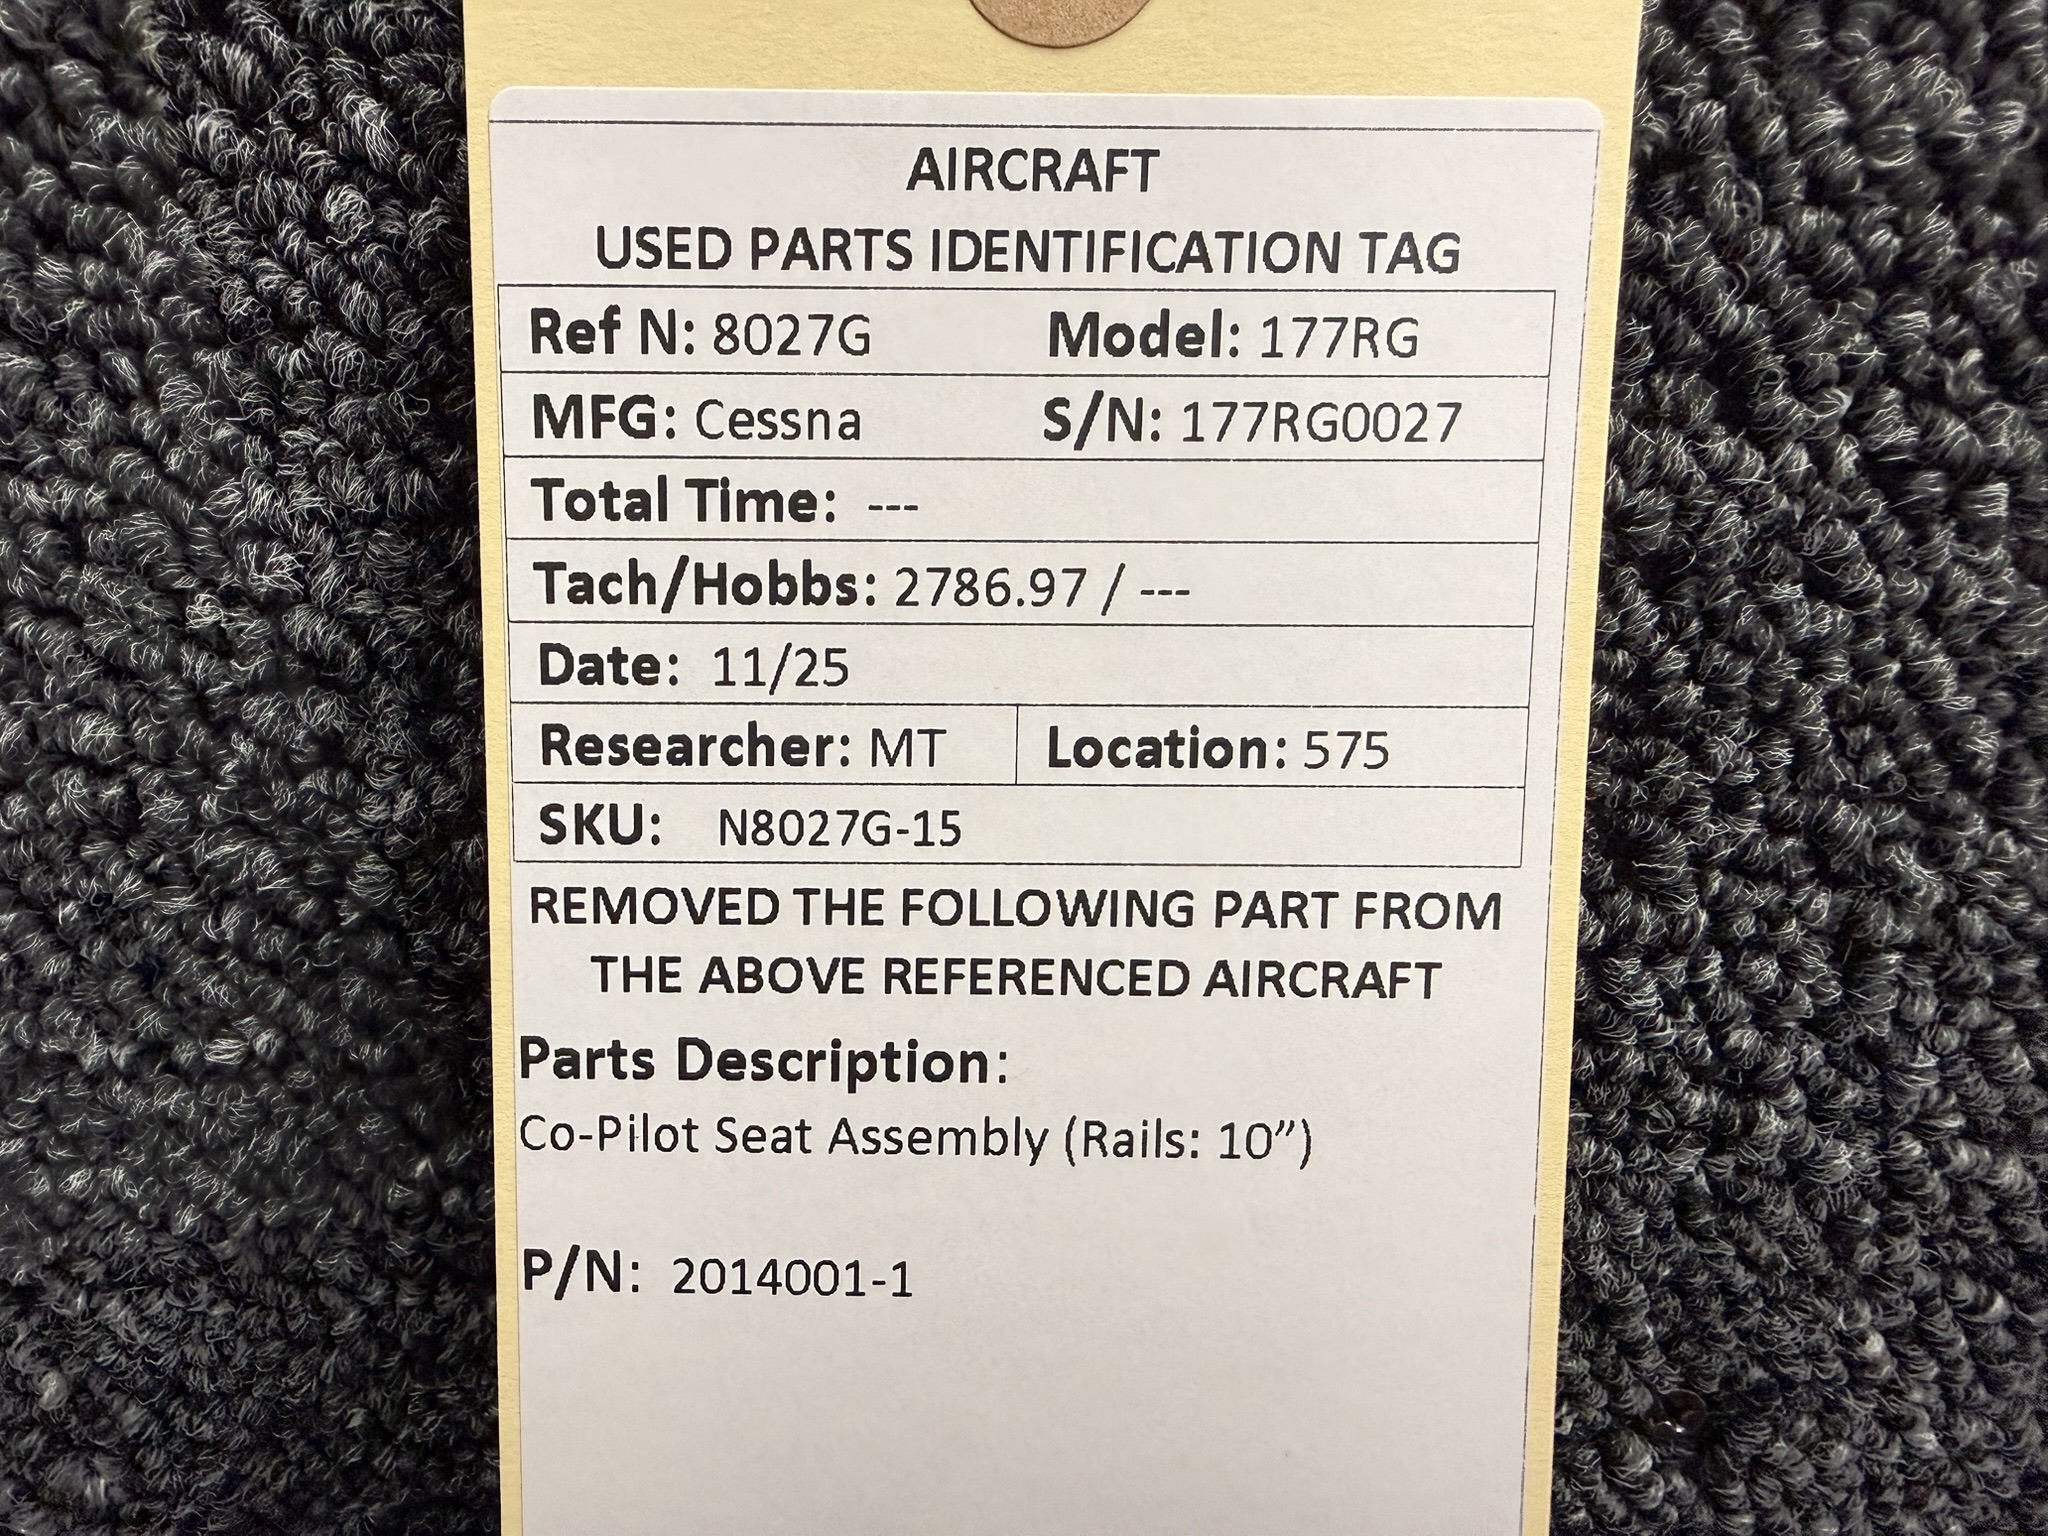 AIRCRAFT
USED PARTS IDENTIFICATION TAG
Ref N: 8027G Model: 177RG
MFG: Cessna S/N: 177RG0027
Total Time: ---
Tach/Hobbs: 2786.97 / ---
Date: 11/25
Researcher: MT Location: 575
SKU: N8027G-15
REMOVED THE FOLLOWING PART FROM
THE ABOVE REFERENCED AIRCRAFT
Parts Description:
Co-Pilot Seat Assembly (Rails: 10”)
P/N: 2014001-1